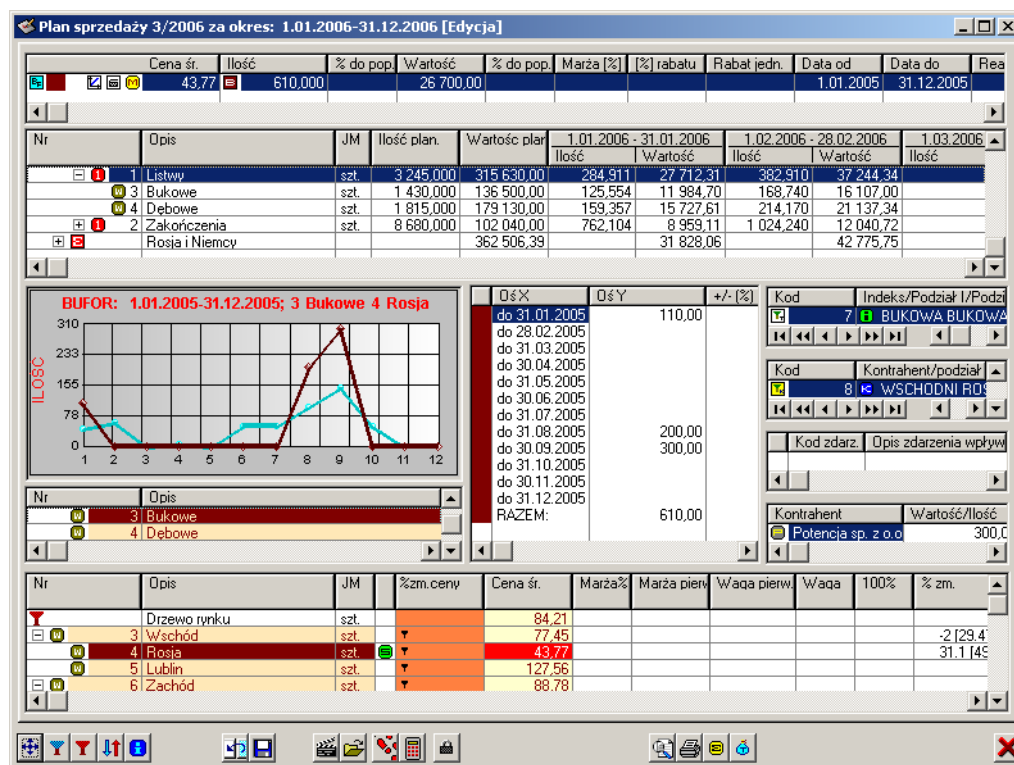 Plan sprzedaży 3/2006 za okres: 1.01.2006-31.12.2006 [Edycja]
Cena śr. Ilość % do pop. Wartość % do pop. Marża [%] [%] rabatu Rabat jedn. Data od Data do Rea
43,77 610,000 26 700,00 1.01.2005 31.12.2005
Nr Opis JM Ilość plan. Wartośc plan 1.01.2006 - 31.01.2006 1.02.2006 - 28.02.2006 1.03.2006
Ilość Wartość Ilość Wartość Ilość
1 Listwy szt. 3 245,000 315 630,00 284,911 27 712,31 382,910 37 244,34
3 Bukowe szt. 1 430,000 136 500,00 125,554 11 984,70 168,740 16 107,00
4 Dębowe szt. 1 815,000 179 130,00 159,357 15 727,61 214,170 21 137,34
2 Zakończenia szt. 8 680,000 102 040,00 762,104 8 959,11 1 024,240 12 040,72
Rosja i Niemcy 362 506,39 31 828,06 42 775,75
BUFOR: 1.01.2005-31.12.2005; 3 Bukowe 4 Rosja
ILOSC
310
233
155
78
0
1 2 3 4 5 6 7 8 9 10 11 12
Nr Opis
3 Bukowe
4 Dębowe
OśX OśY +/- [%]
do 31.01.2005 110,00
do 28.02.2005
do 31.03.2005
do 30.04.2005
do 31.05.2005
do 30.06.2005
do 31.07.2005
do 31.08.2005 200,00
do 30.09.2005 300,00
do 31.10.2005
do 30.11.2005
do 31.12.2005
RAZEM: 610,00
Kod Indeks/Podział I/Podzi
7 BUKOWA BUKOWA
Kod Kontrahent/podział
8 WSCHODNI ROS
Kod zdarz. Opis zdarzenia wpływ
Kontrahent Wartość/Ilość
Potencja sp. z o.o 300,0
Nr Opis JM %zm.ceny Cena śr. Marża% Marża pierw Waga pierw. Waga 100% % zm.
Drzewo rynku szt. 84,21
3 Wschód szt. 77,45 -2 [29.4
4 Rosja szt. 43,77 31.1 [49
5 Lublin szt. 127,56
6 Zachód szt. 88,78